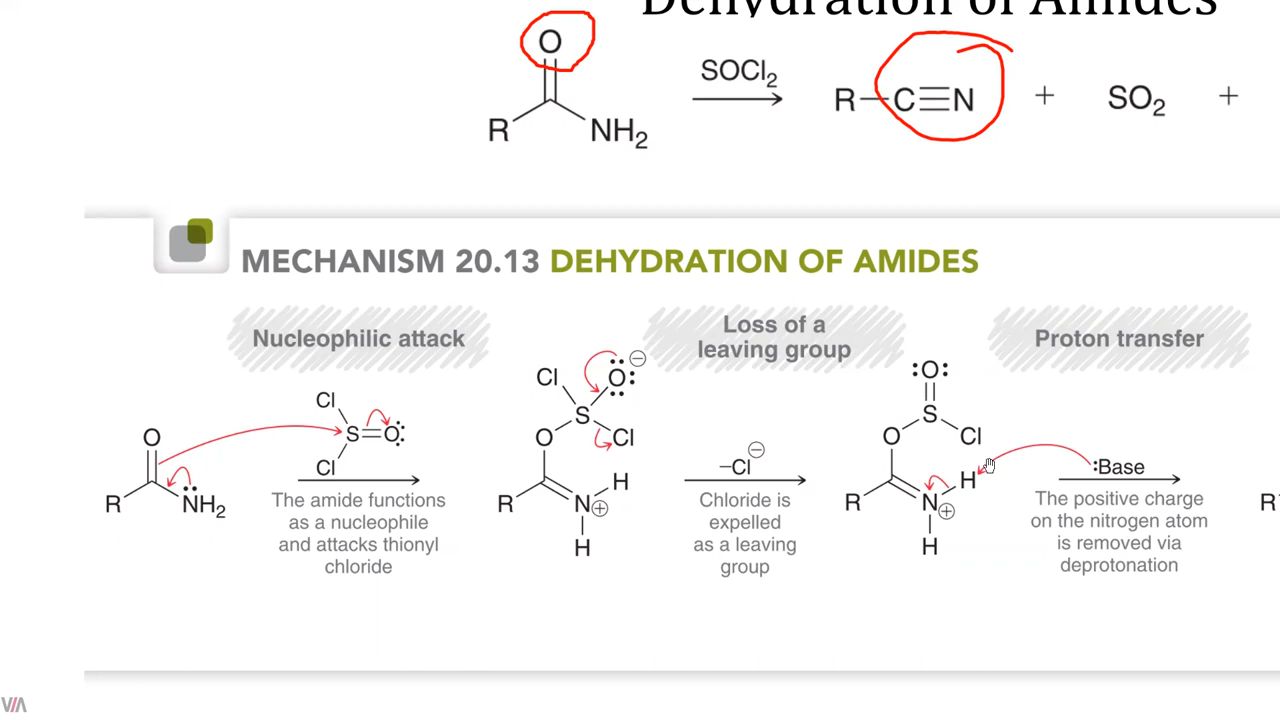 Dehydration of Amides
O
R NH2
SOCl2
R–C≡N + SO2 +
MECHANISM 20.13 DEHYDRATION OF AMIDES
Nucleophilic attack
Loss of a
leaving group
Proton transfer
Cl
S=O
Cl
O
R NH2
The amide functions
as a nucleophile
and attacks thionyl
chloride
Cl O ⊖
S
O Cl
R N⊕ H
H
–Cl⊖
Chloride is
expelled
as a leaving
group
:O:
S
O Cl
R N⊕ H
H
:Base
The positive charge
on the nitrogen atom
is removed via
deprotonation
R
VIA